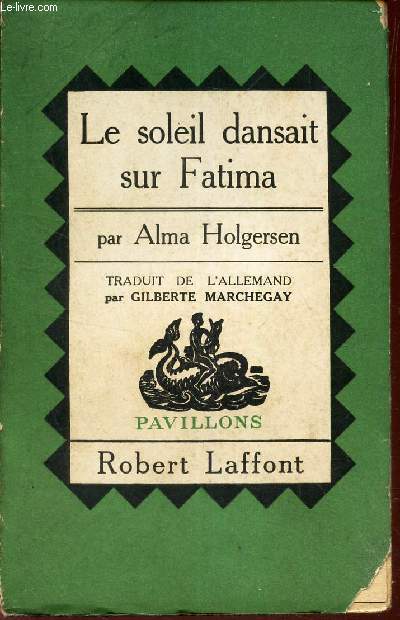 Le-livre.com
Le soleil dansait
sur Fatima
par Alma Holgersen
TRADUIT DE L'ALLEMAND
par GILBERTE MARCHEGAY
PAVILLONS
Robert Laffont